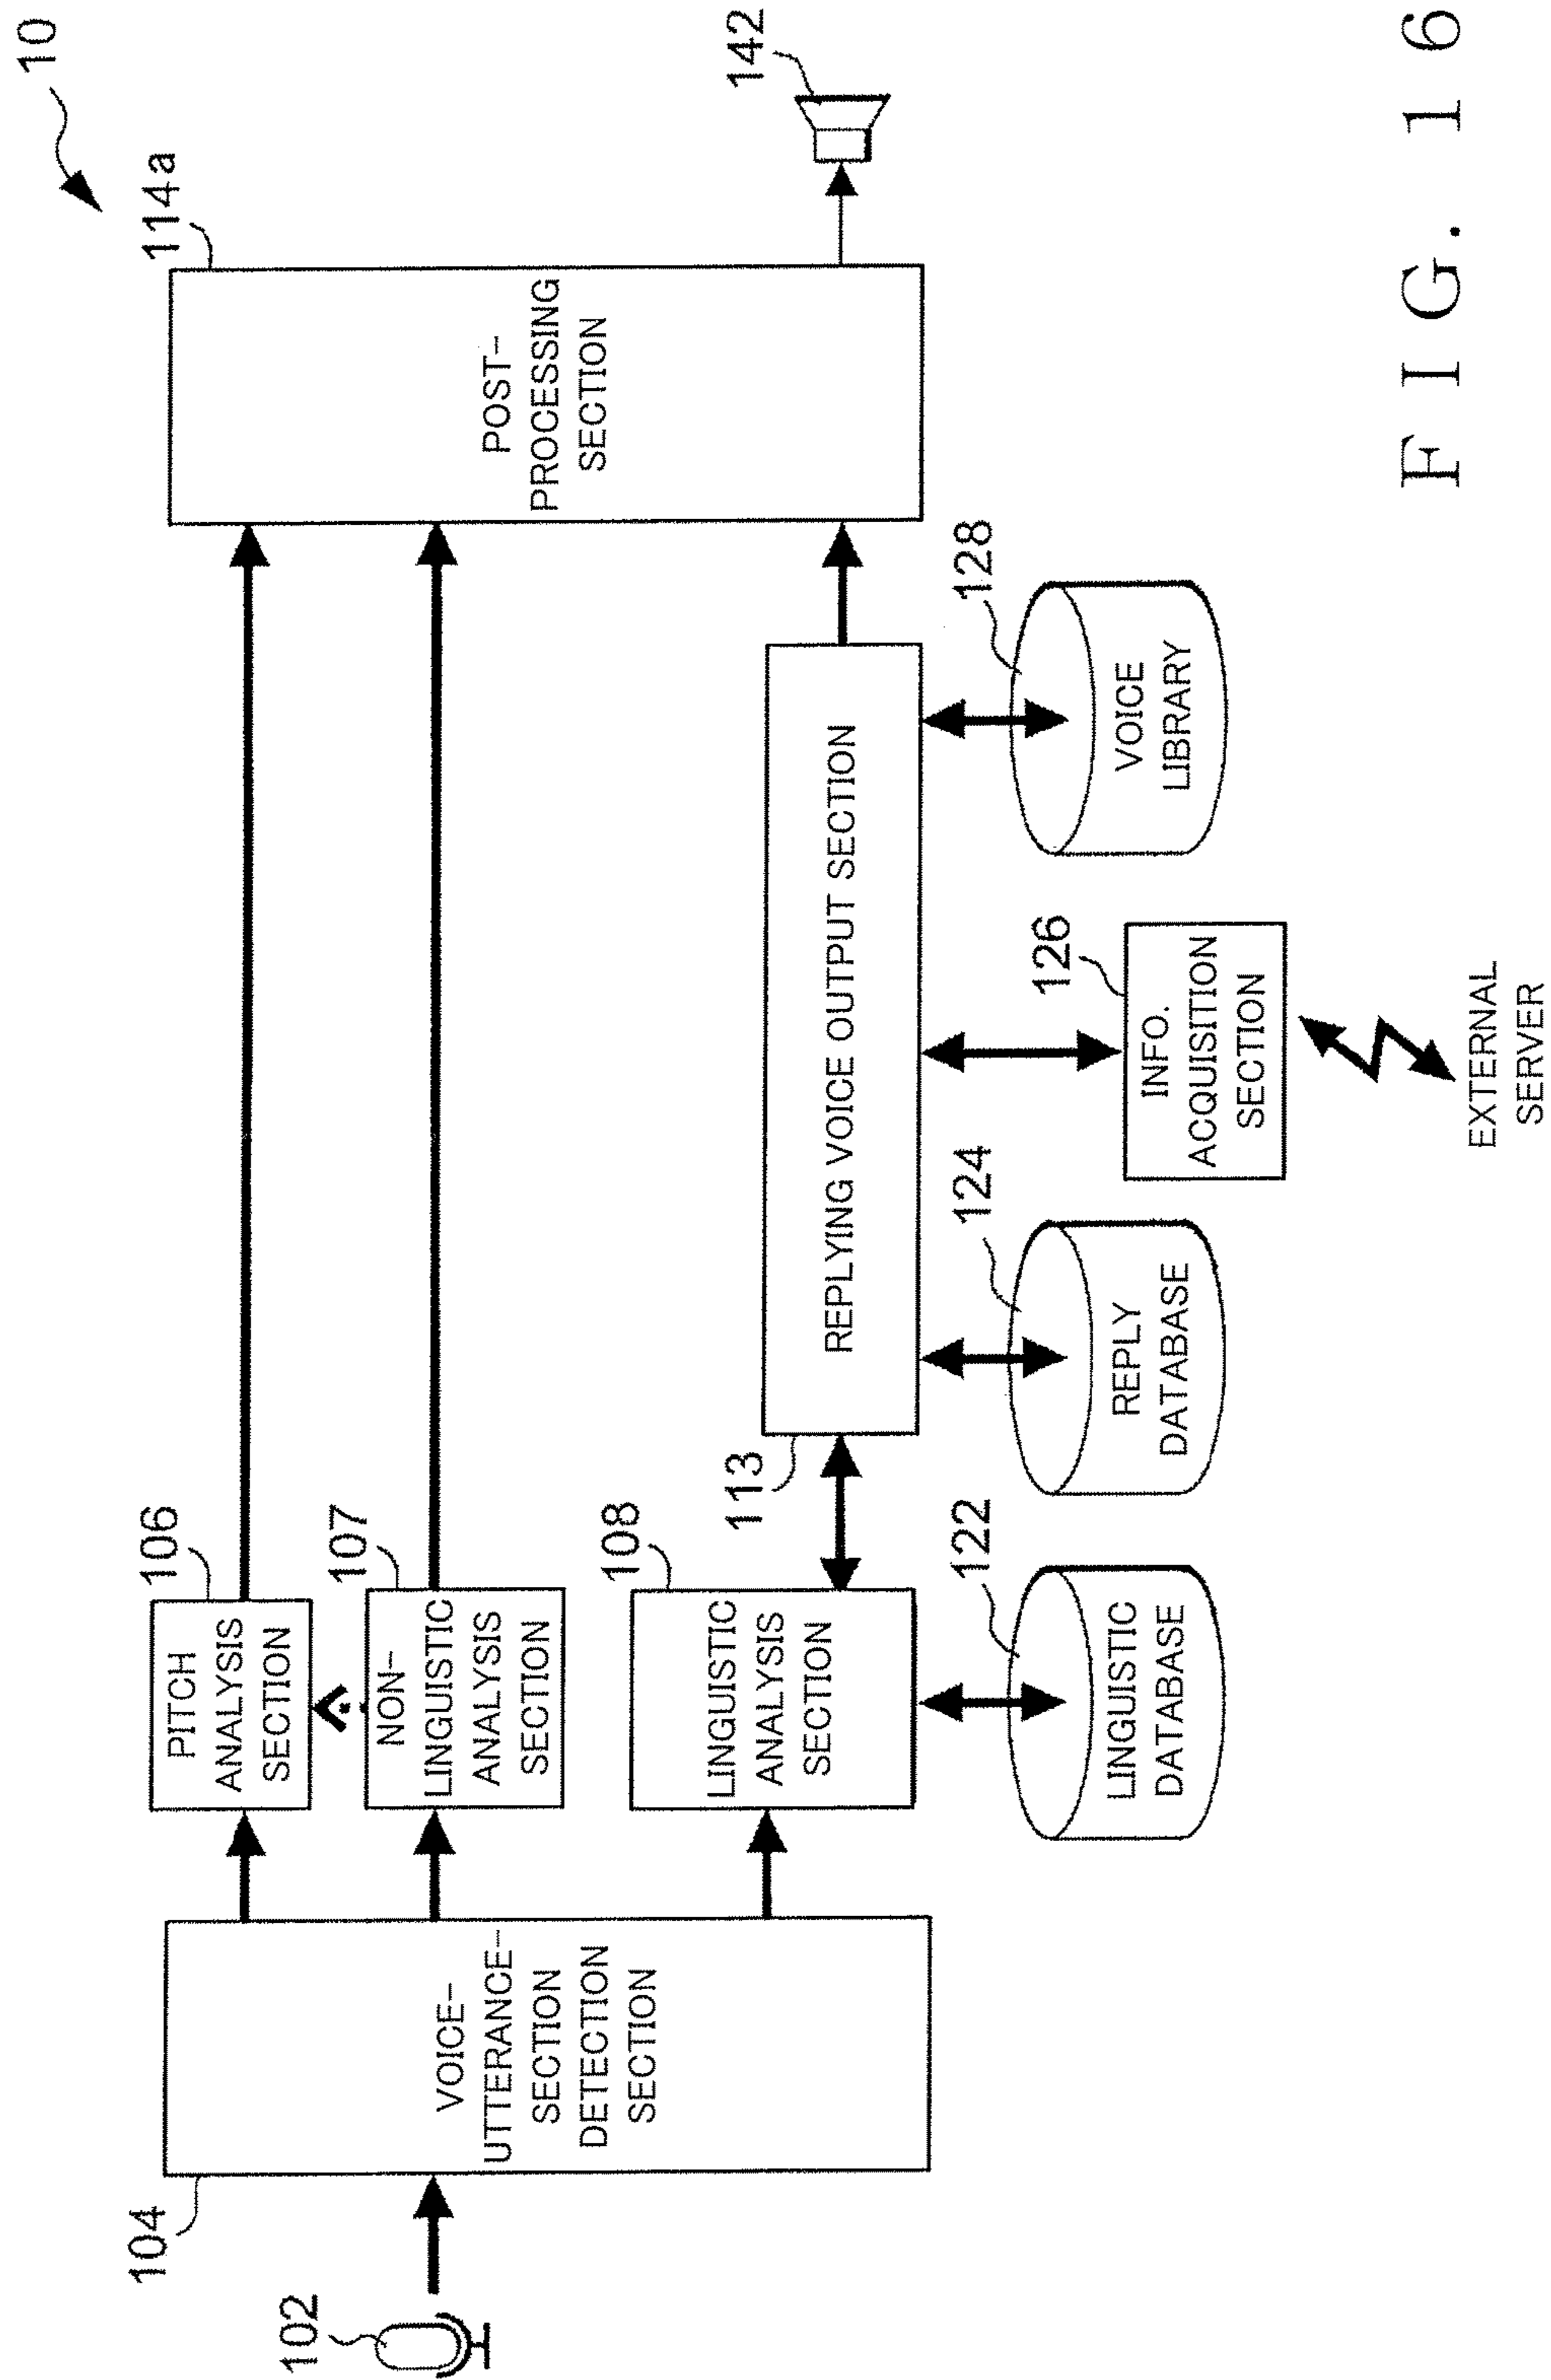 10
102
104
VOICE-
UTTERANCE-
SECTION
DETECTION
SECTION
106
PITCH
ANALYSIS
SECTION
107
NON-
LINGUISTIC
ANALYSIS
SECTION
108
LINGUISTIC
ANALYSIS
SECTION
122
LINGUISTIC
DATABASE
113
REPLYING VOICE OUTPUT SECTION
124
REPLY
DATABASE
126
INFO.
ACQUISITION
SECTION
EXTERNAL
SERVER
128
VOICE
LIBRARY
114a
POST-
PROCESSING
SECTION
142
FIG. 16